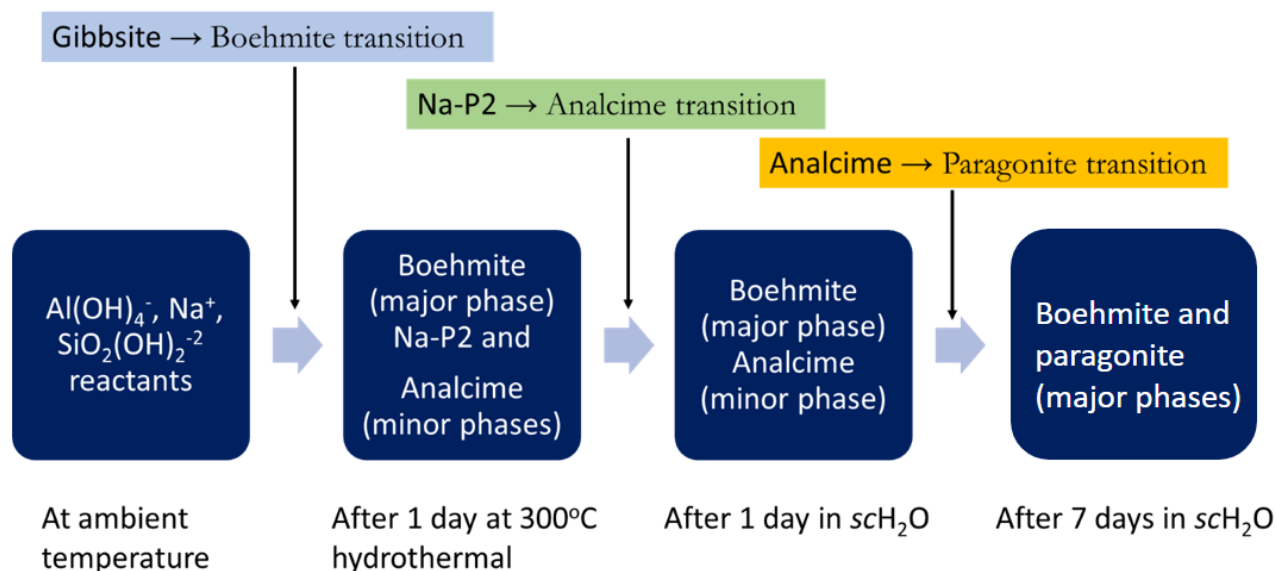 Gibbsite → Boehmite transition
Na-P2 → Analcime transition
Analcime → Paragonite transition
Al(OH)₄⁻, Na⁺,
SiO₂(OH)₂⁻²
reactants
Boehmite
(major phase)
Na-P2 and
Analcime
(minor phases)
Boehmite
(major phase)
Analcime
(minor phase)
Boehmite and
paragonite
(major phases)
At ambient
temperature
After 1 day at 300°C
hydrothermal
After 1 day in scH₂O
After 7 days in scH₂O